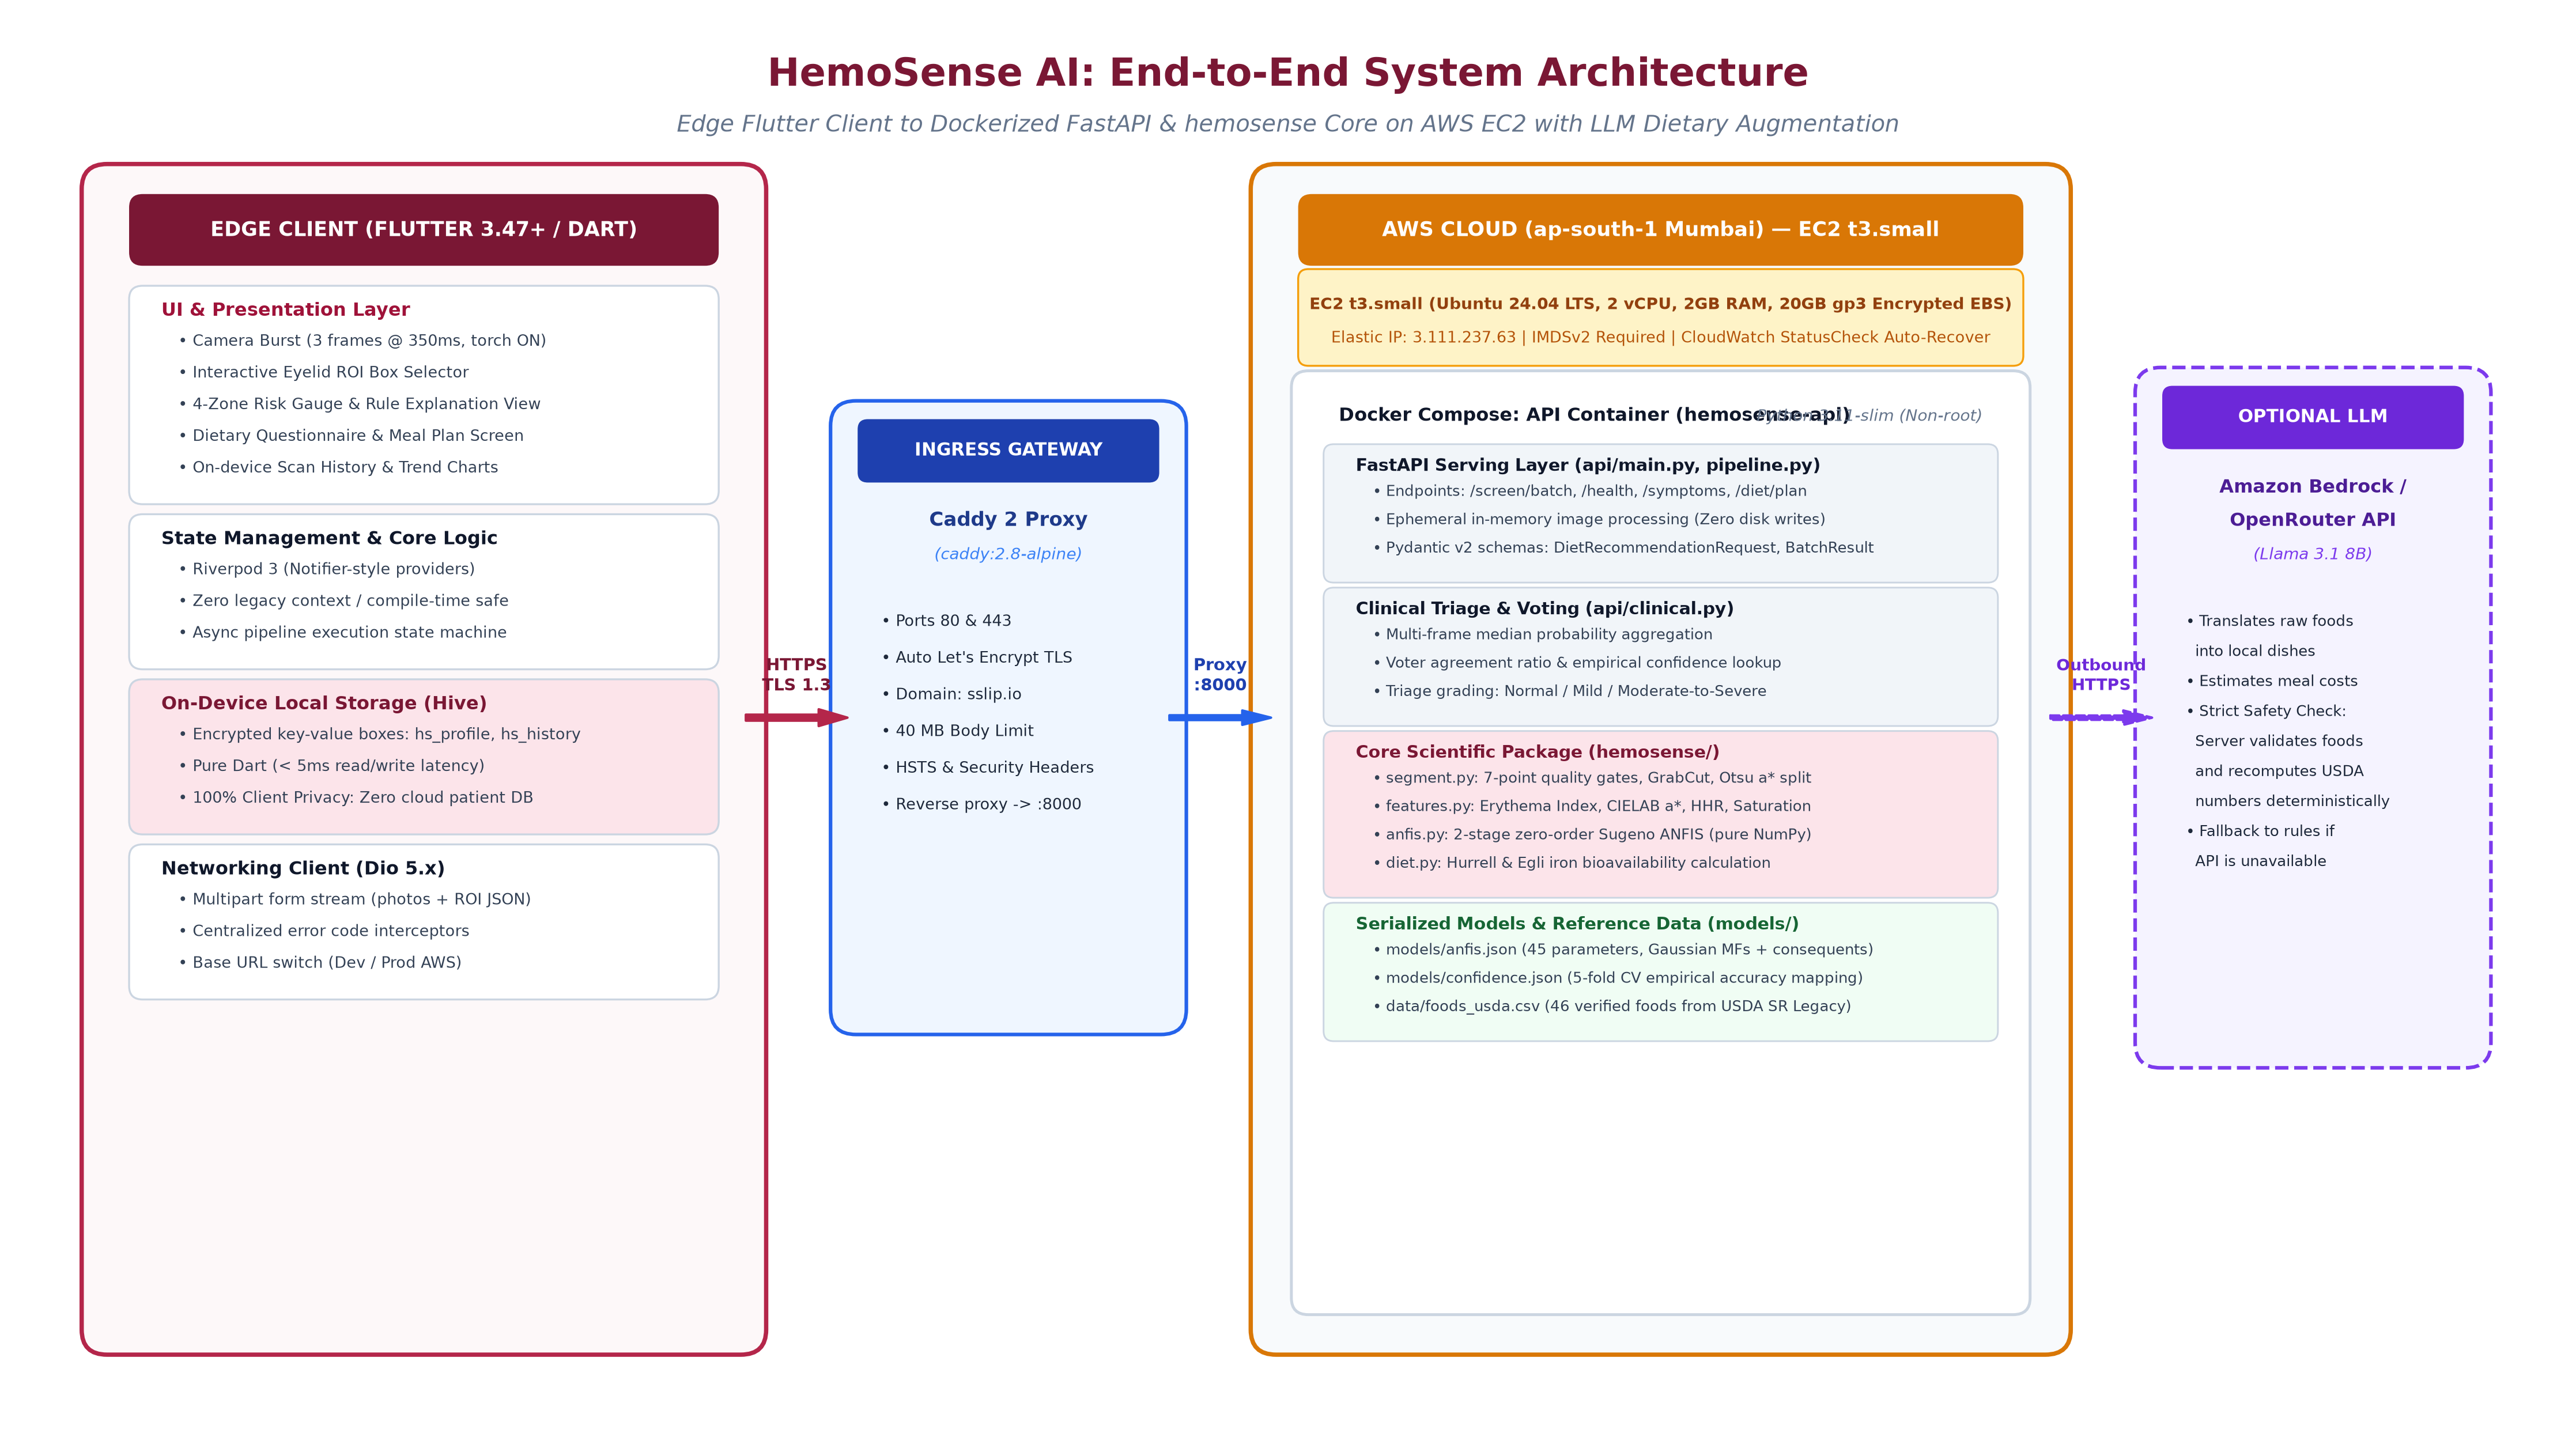 HemoSense AI: End-to-End System Architecture
Edge Flutter Client to Dockerized FastAPI & hemosense Core on AWS EC2 with LLM Dietary Augmentation
EDGE CLIENT (FLUTTER 3.47+ / DART)
UI & Presentation Layer
• Camera Burst (3 frames @ 350ms, torch ON)
• Interactive Eyelid ROI Box Selector
• 4-Zone Risk Gauge & Rule Explanation View
• Dietary Questionnaire & Meal Plan Screen
• On-device Scan History & Trend Charts
State Management & Core Logic
• Riverpod 3 (Notifier-style providers)
• Zero legacy context / compile-time safe
• Async pipeline execution state machine
On-Device Local Storage (Hive)
• Encrypted key-value boxes: hs_profile, hs_history
• Pure Dart (< 5ms read/write latency)
• 100% Client Privacy: Zero cloud patient DB
Networking Client (Dio 5.x)
• Multipart form stream (photos + ROI JSON)
• Centralized error code interceptors
• Base URL switch (Dev / Prod AWS)
HTTPS
TLS 1.3
INGRESS GATEWAY
Caddy 2 Proxy
(caddy:2.8-alpine)
• Ports 80 & 443
• Auto Let's Encrypt TLS
• Domain: sslip.io
• 40 MB Body Limit
• HSTS & Security Headers
• Reverse proxy -> :8000
Proxy
:8000
AWS CLOUD (ap-south-1 Mumbai) — EC2 t3.small
EC2 t3.small (Ubuntu 24.04 LTS, 2 vCPU, 2GB RAM, 20GB gp3 Encrypted EBS)
Elastic IP: 3.111.237.63 | IMDSv2 Required | CloudWatch StatusCheck Auto-Recover
Docker Compose: API Container (hemosense-api)
Python 3.11-slim (Non-root)
FastAPI Serving Layer (api/main.py, pipeline.py)
• Endpoints: /screen/batch, /health, /symptoms, /diet/plan
• Ephemeral in-memory image processing (Zero disk writes)
• Pydantic v2 schemas: DietRecommendationRequest, BatchResult
Clinical Triage & Voting (api/clinical.py)
• Multi-frame median probability aggregation
• Voter agreement ratio & empirical confidence lookup
• Triage grading: Normal / Mild / Moderate-to-Severe
Core Scientific Package (hemosense/)
• segment.py: 7-point quality gates, GrabCut, Otsu a* split
• features.py: Erythema Index, CIELAB a*, HHR, Saturation
• anfis.py: 2-stage zero-order Sugeno ANFIS (pure NumPy)
• diet.py: Hurrell & Egli iron bioavailability calculation
Serialized Models & Reference Data (models/)
• models/anfis.json (45 parameters, Gaussian MFs + consequents)
• models/confidence.json (5-fold CV empirical accuracy mapping)
• data/foods_usda.csv (46 verified foods from USDA SR Legacy)
Outbound
HTTPS
OPTIONAL LLM
Amazon Bedrock /
OpenRouter API
(Llama 3.1 8B)
• Translates raw foods
into local dishes
• Estimates meal costs
• Strict Safety Check:
Server validates foods
and recomputes USDA
numbers deterministically
• Fallback to rules if
API is unavailable